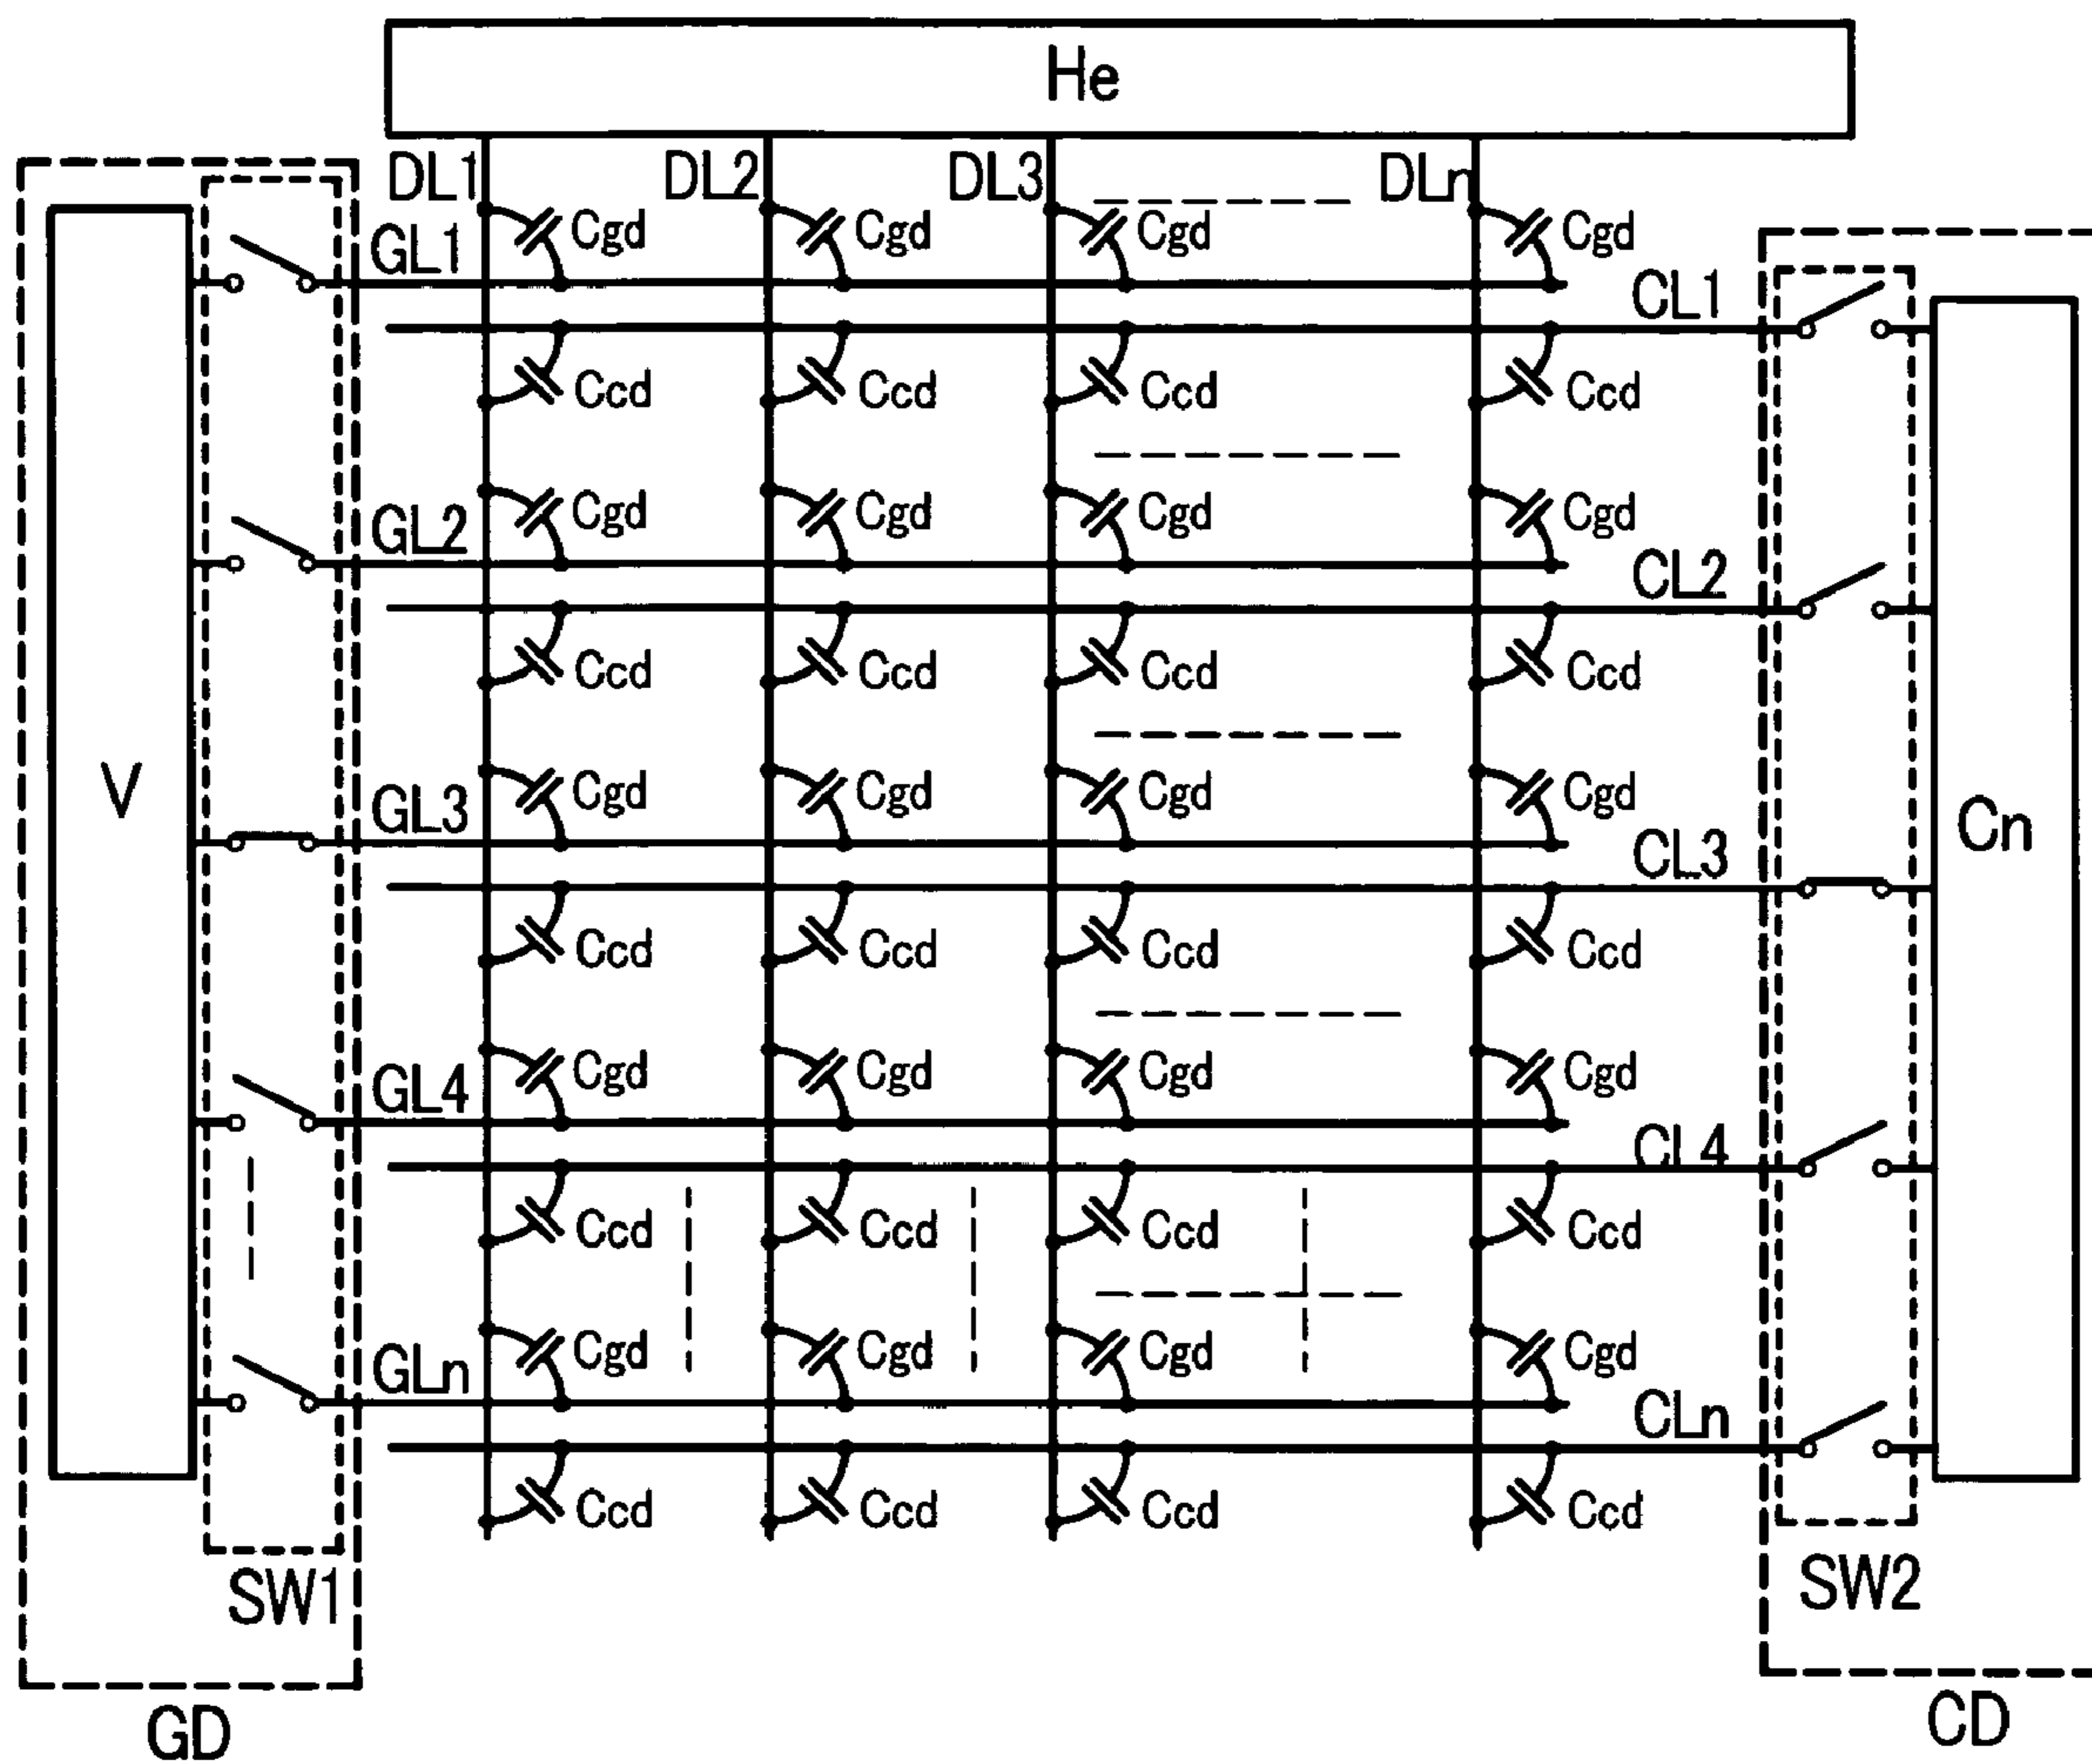 He
DL1 DL2 DL3 DLn
GL1 Cgd Cgd Cgd Cgd
CL1
Ccd Ccd Ccd Ccd
GL2 Cgd Cgd Cgd Cgd
CL2
Ccd Ccd Ccd Ccd
V
GL3 Cgd Cgd Cgd Cgd
Cn
CL3
Ccd Ccd Ccd Ccd
GL4 Cgd Cgd Cgd Cgd
CL4
Ccd Ccd Ccd Ccd
GLn Cgd Cgd Cgd Cgd
CLn
Ccd Ccd Ccd Ccd
SW1 SW2
GD CD